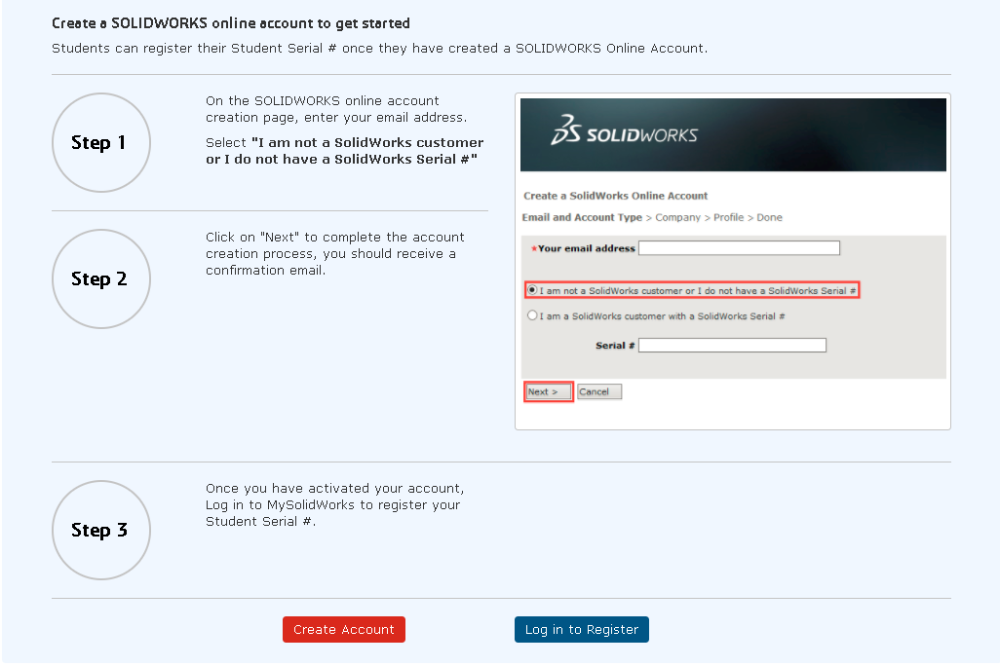 Create a SOLIDWORKS online account to get started
Students can register their Student Serial # once they have created a SOLIDWORKS Online Account.
Step 1
On the SOLIDWORKS online account
creation page, enter your email address.
Select "I am not a SolidWorks customer
or I do not have a SolidWorks Serial #"
Step 2
Click on "Next" to complete the account
creation process, you should receive a
confirmation email.
SOLIDWORKS
Create a SolidWorks Online Account
Email and Account Type > Company > Profile > Done
*Your email address
I am not a SolidWorks customer or I do not have a SolidWorks Serial #
I am a SolidWorks customer with a SolidWorks Serial #
Serial #
Next > Cancel
Step 3
Once you have activated your account,
Log in to MySolidWorks to register your
Student Serial #.
Create Account Log in to Register